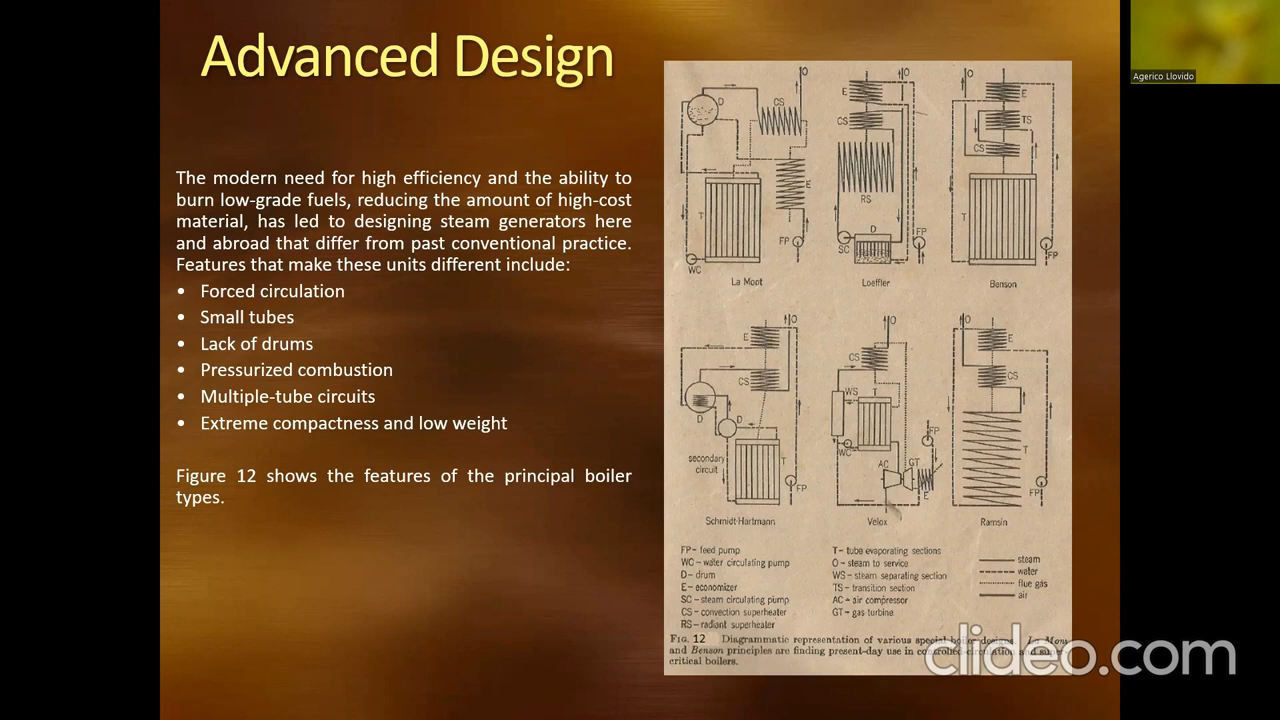 Advanced Design
The modern need for high efficiency and the ability to
burn low-grade fuels, reducing the amount of high-cost
material, has led to designing steam generators here
and abroad that differ from past conventional practice.
Features that make these units different include:
• Forced circulation
• Small tubes
• Lack of drums
• Pressurized combustion
• Multiple-tube circuits
• Extreme compactness and low weight
Figure 12 shows the features of the principal boiler
types.
O
D
CS
E
T
FP
WC
La Mont
O
E
CS
RS
D
SC
FP
Loeffler
O
E
TS
CS
T
FP
Benson
O
E
CS
D
D
secondary
circuit
T
FP
Schmidt-Hartmann
O
CS
WS
T
WC
FP
AC
GT
E
Velox
O
E
CS
T
FP
Ramsin
FP – feed pump
WC – water circulating pump
D – drum
E – economizer
SC – steam circulating pump
CS – convection superheater
RS – radiant superheater
T – tube evaporating sections
O – steam to service
WS – steam separating section
TS – transition section
AC – air compressor
GT – gas turbine
steam
water
flue gas
air
FIG. 12 Diagrammatic representation of various special boiler designs. La Mont
and Benson principles are finding present-day use in controlled-circulation and super-
critical boilers.
Agerico Llovido
clideo.com